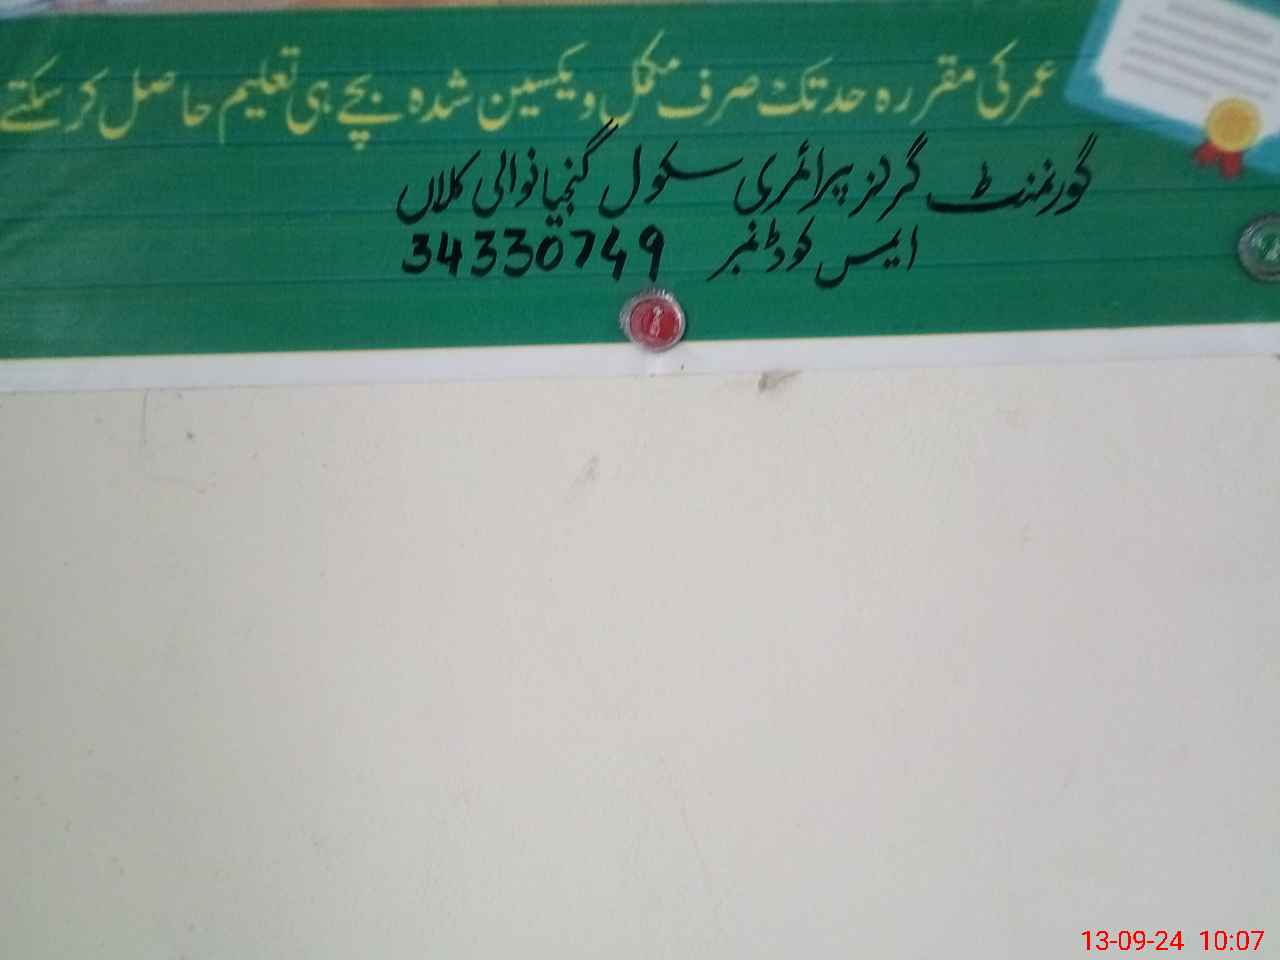 عمر کی مقررہ حد تک صرف مکمل ویکسین شدہ بچے ہی تعلیم حاصل کر سکتے
گورنمنٹ گرلز پرائمری سکول گنجیانوالی کلاں
ایمس کوڈ نمبر 34330749
13-09-24 10:07